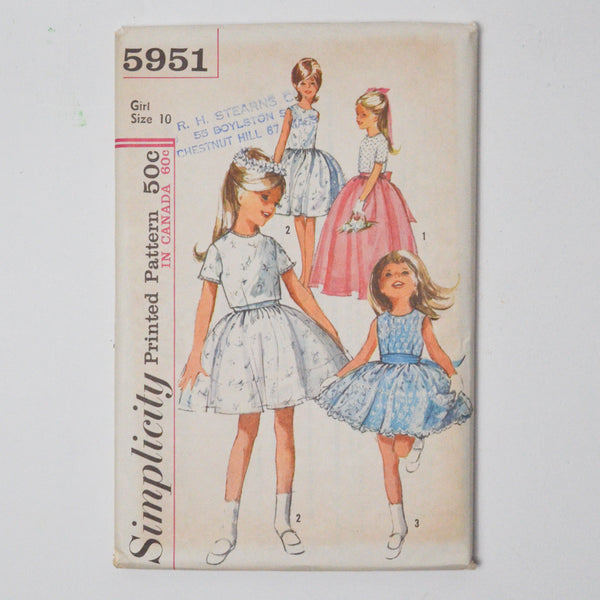 5951
Girl
Size 10
R. H. STEARNS C
55 BOYLSTON S
CHESTNUT HILL 67
Simplicity Printed Pattern 50c
IN CANADA 60c
2
1
2
3